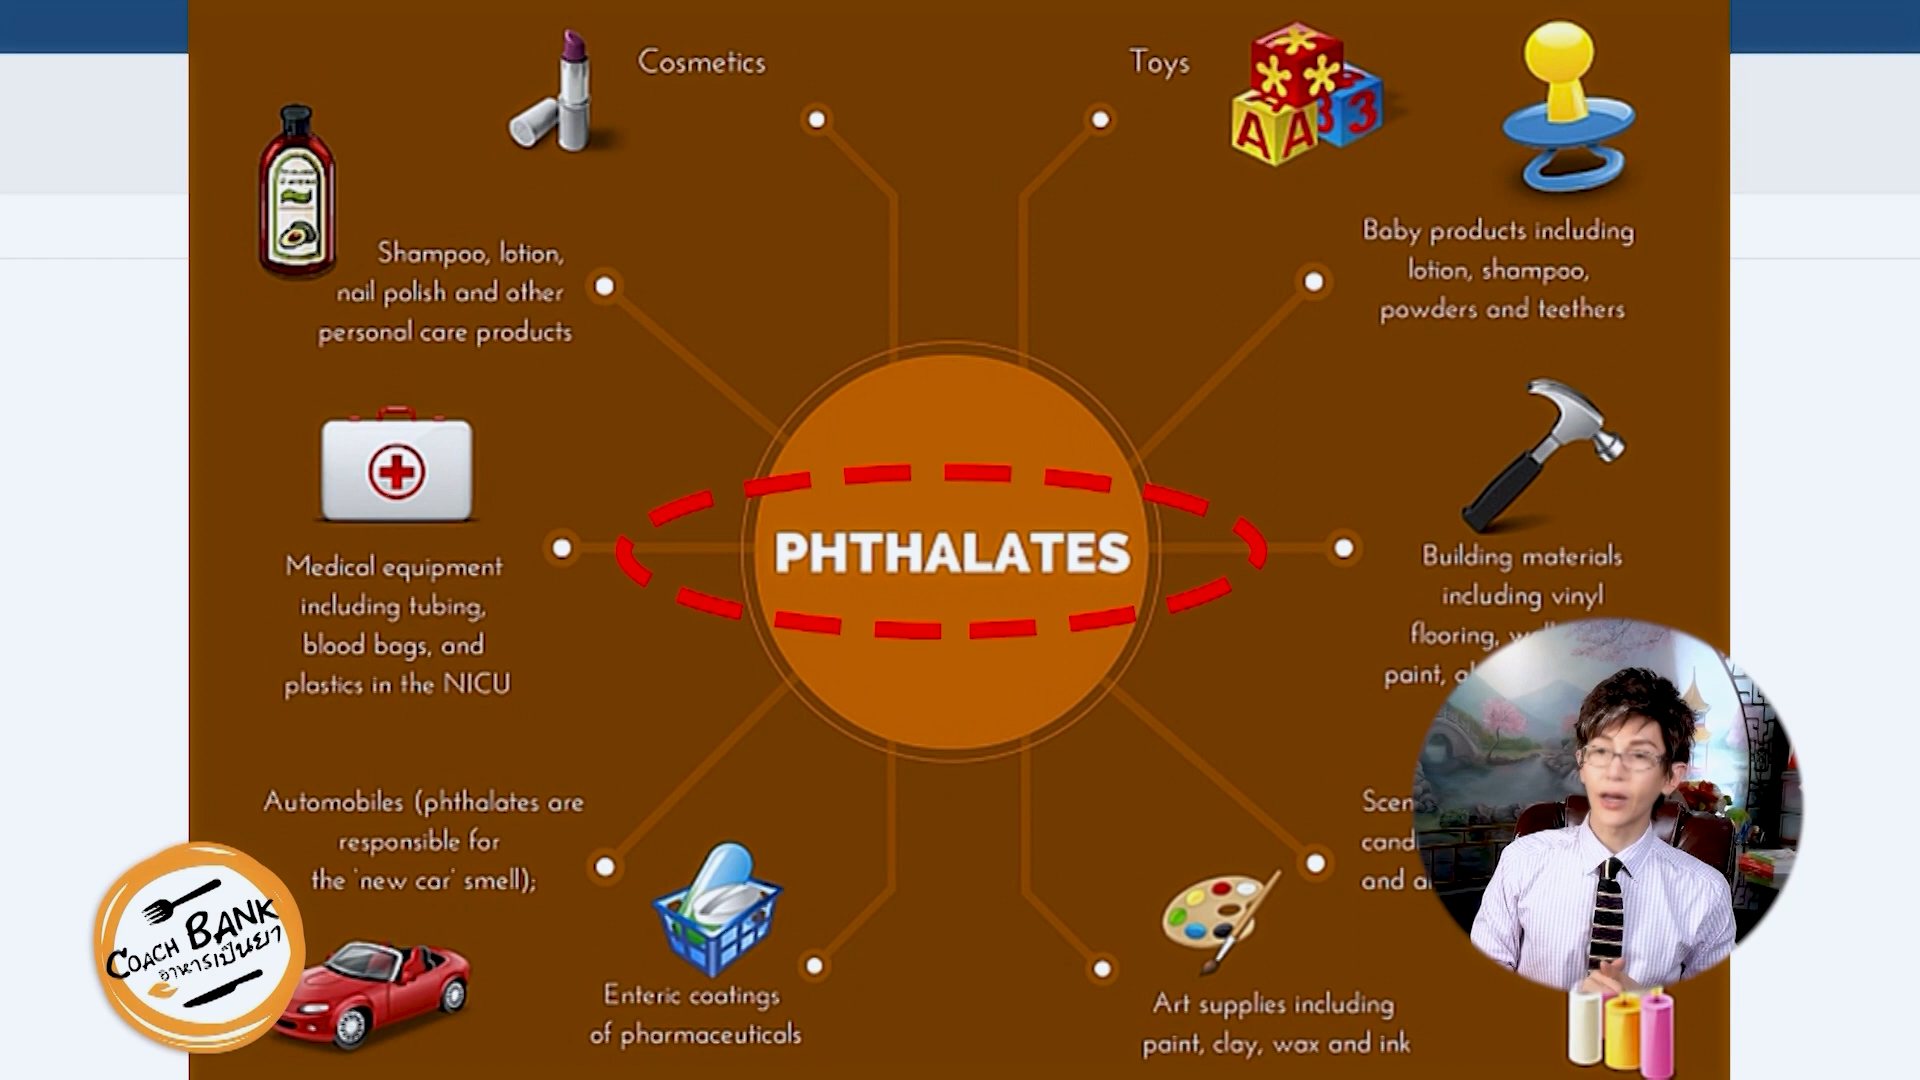 Cosmetics
Toys
Shampoo, lotion,
nail polish and other
personal care products
Baby products including
lotion, shampoo,
powders and teethers
PHTHALATES
Medical equipment
including tubing,
blood bags, and
plastics in the NICU
Building materials
including vinyl
flooring,
paint,
Automobiles (phthalates are
responsible for
the 'new car' smell);
and
Enteric coatings
of pharmaceuticals
Art supplies including
paint, clay, wax and ink
COACH BANK
อาหารเป็นยา
A A B 3